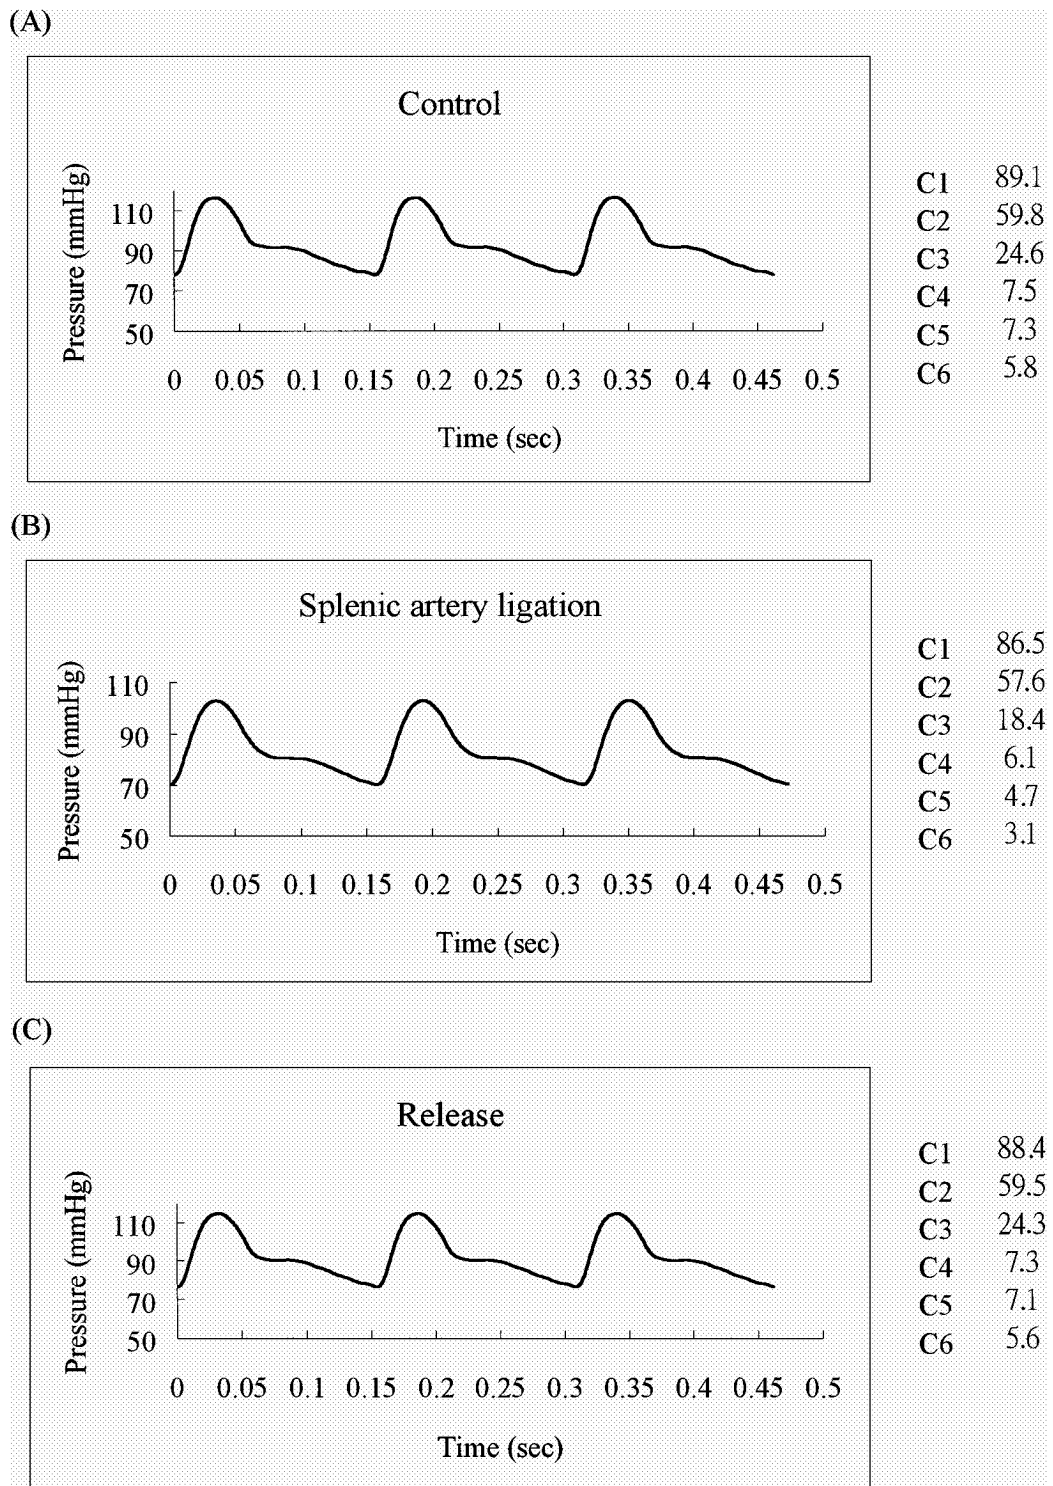 (A)
Control
Pressure (mmHg)
110
90
70
50
0 0.05 0.1 0.15 0.2 0.25 0.3 0.35 0.4 0.45 0.5
Time (sec)
C1 89.1
C2 59.8
C3 24.6
C4 7.5
C5 7.3
C6 5.8
(B)
Splenic artery ligation
Pressure (mmHg)
110
90
70
50
0 0.05 0.1 0.15 0.2 0.25 0.3 0.35 0.4 0.45 0.5
Time (sec)
C1 86.5
C2 57.6
C3 18.4
C4 6.1
C5 4.7
C6 3.1
(C)
Release
Pressure (mmHg)
110
90
70
50
0 0.05 0.1 0.15 0.2 0.25 0.3 0.35 0.4 0.45 0.5
Time (sec)
C1 88.4
C2 59.5
C3 24.3
C4 7.3
C5 7.1
C6 5.6